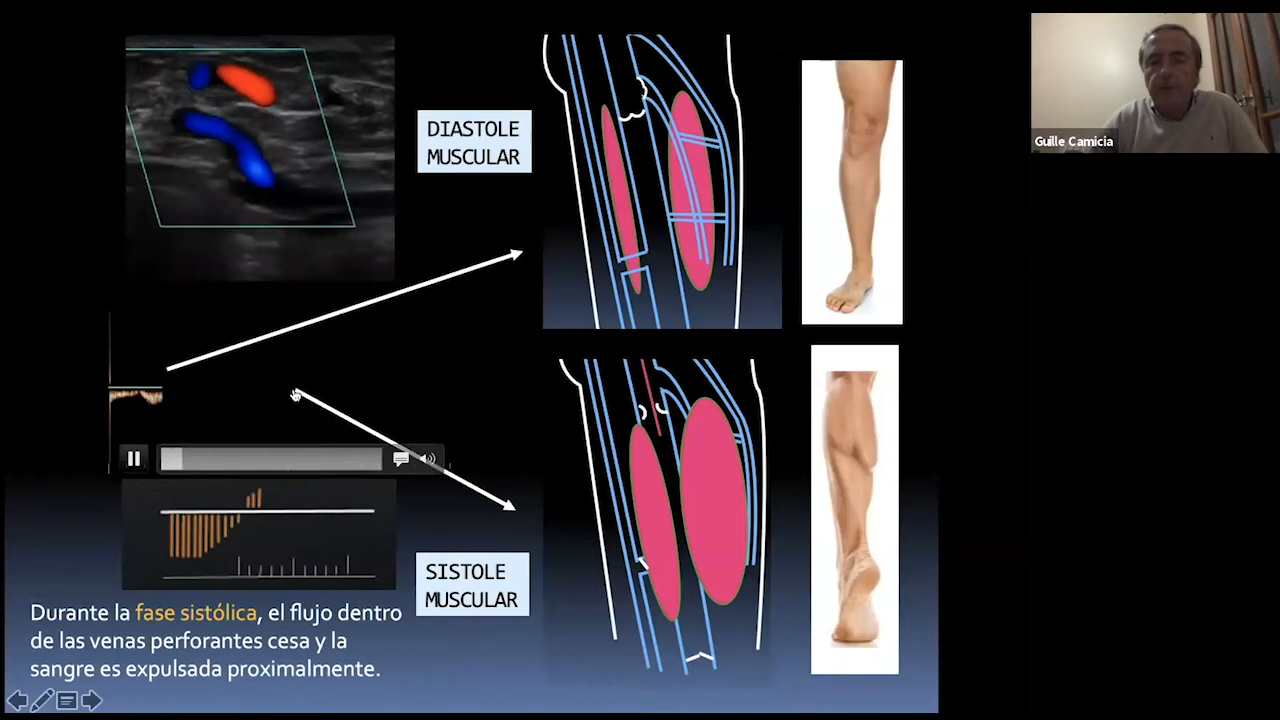 DIASTOLE
MUSCULAR
Guille Camicia
SISTOLE
MUSCULAR
Durante la fase sistólica, el flujo dentro
de las venas perforantes cesa y la
sangre es expulsada proximalmente.